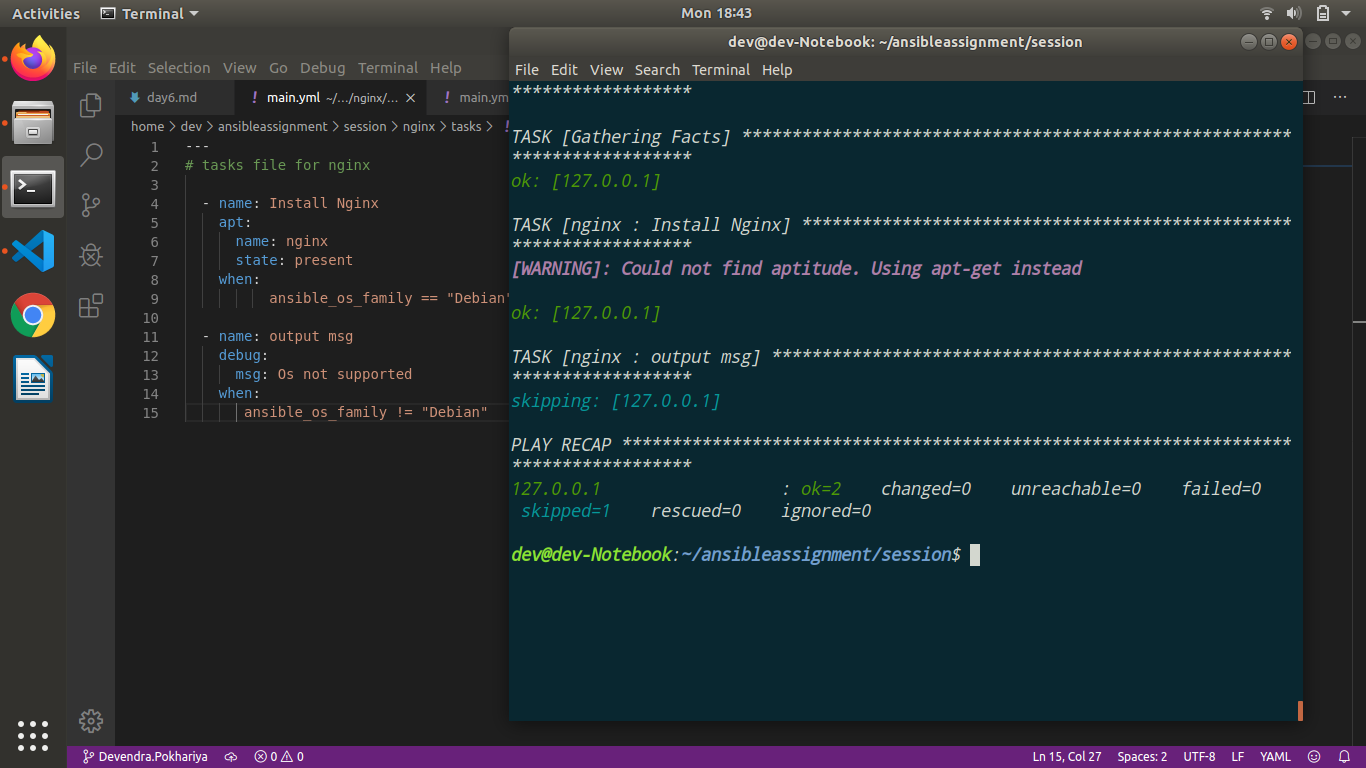 Activities Terminal Mon 18:43
dev@dev-Notebook: ~/ansibleassignment/session
File Edit Selection View Go Debug Terminal Help
day6.md ! main.yml ~/.../nginx/... × ! main.ym ...
home > dev > ansibleassignment > session > nginx > tasks > !
1 ---
2 # tasks file for nginx
3
4 - name: Install Nginx
5 apt:
6 name: nginx
7 state: present
8 when:
9 ansible_os_family == "Debian"
10
11 - name: output msg
12 debug:
13 msg: Os not supported
14 when:
15 ansible_os_family != "Debian"
File Edit View Search Terminal Help
******************
TASK [Gathering Facts] *******************************************************
******************
ok: [127.0.0.1]
TASK [nginx : Install Nginx] *************************************************
******************
[WARNING]: Could not find aptitude. Using apt-get instead
ok: [127.0.0.1]
TASK [nginx : output msg] ****************************************************
******************
skipping: [127.0.0.1]
PLAY RECAP *******************************************************************
******************
127.0.0.1 : ok=2 changed=0 unreachable=0 failed=0
skipped=1 rescued=0 ignored=0
dev@dev-Notebook:~/ansibleassignment/session$
Devendra.Pokhariya 0 0 Ln 15, Col 27 Spaces: 2 UTF-8 LF YAML